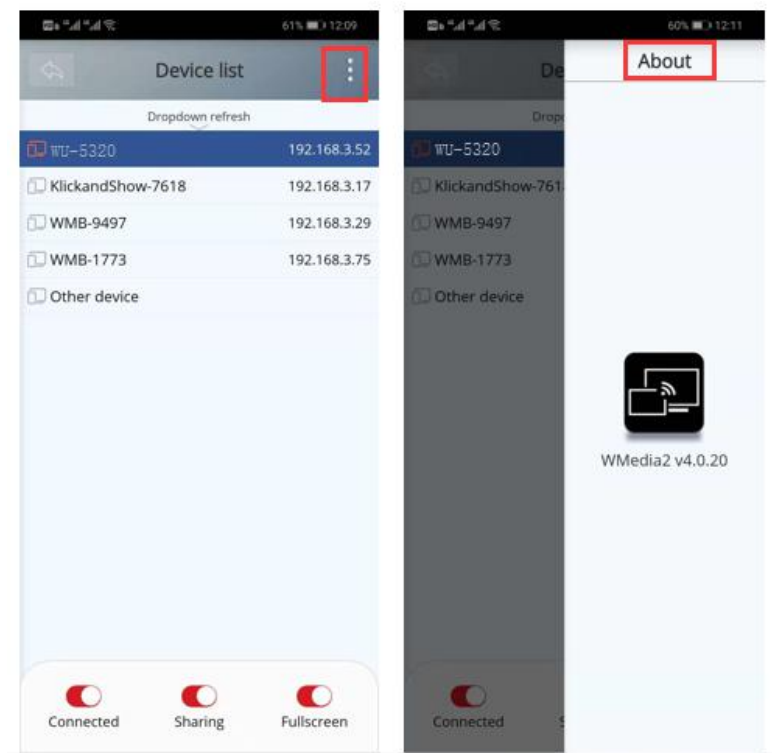 61% 12:09
Device list
Dropdown refresh
WU-5320 192.168.3.52
KlickandShow-7618 192.168.3.17
WMB-9497 192.168.3.29
WMB-1773 192.168.3.75
Other device
Connected Sharing Fullscreen
60% 12:11
De
About
Drop
WU-5320
KlickandShow-761
WMB-9497
WMB-1773
Other device
WMedia2 v4.0.20
Connected S